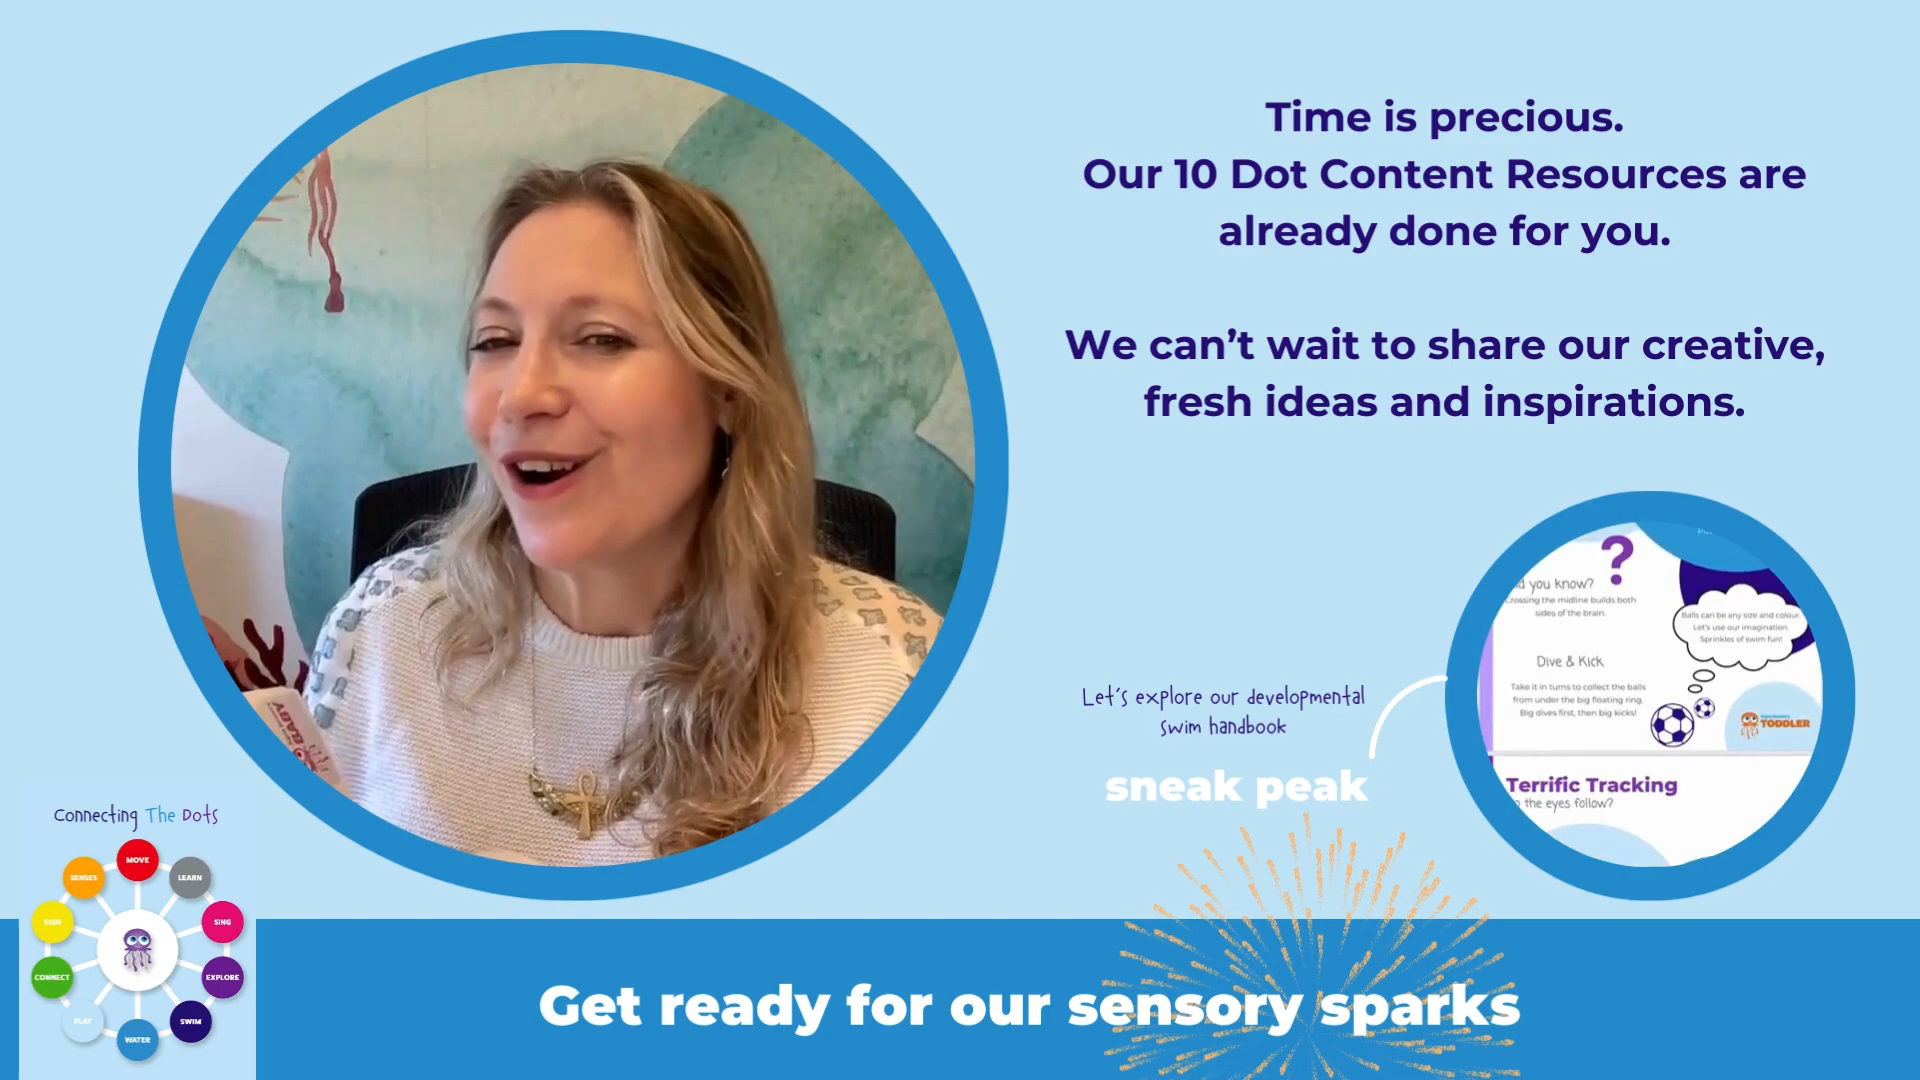 Time is precious.
Our 10 Dot Content Resources are
already done for you.
We can't wait to share our creative,
fresh ideas and inspirations.
you know?
Crossing the midline builds both
sides of the brain.
?
Balls can be any size and colour.
Let's use our imagination.
Sprinkles of swim fun!
Dive & Kick
Take it in turns to collect the balls
from under the big floating ring.
Big dives first, then big kicks!
TODDLER
Terrific Tracking
the eyes follow?
Let's explore our developmental
swim handbook
sneak peak
BABY
Connecting The Dots
MOVE
LEARN
SING
EXPLORE
SWIM
WATER
PLAY
CONNECT
SIGN
SENSES
Get ready for our sensory sparks